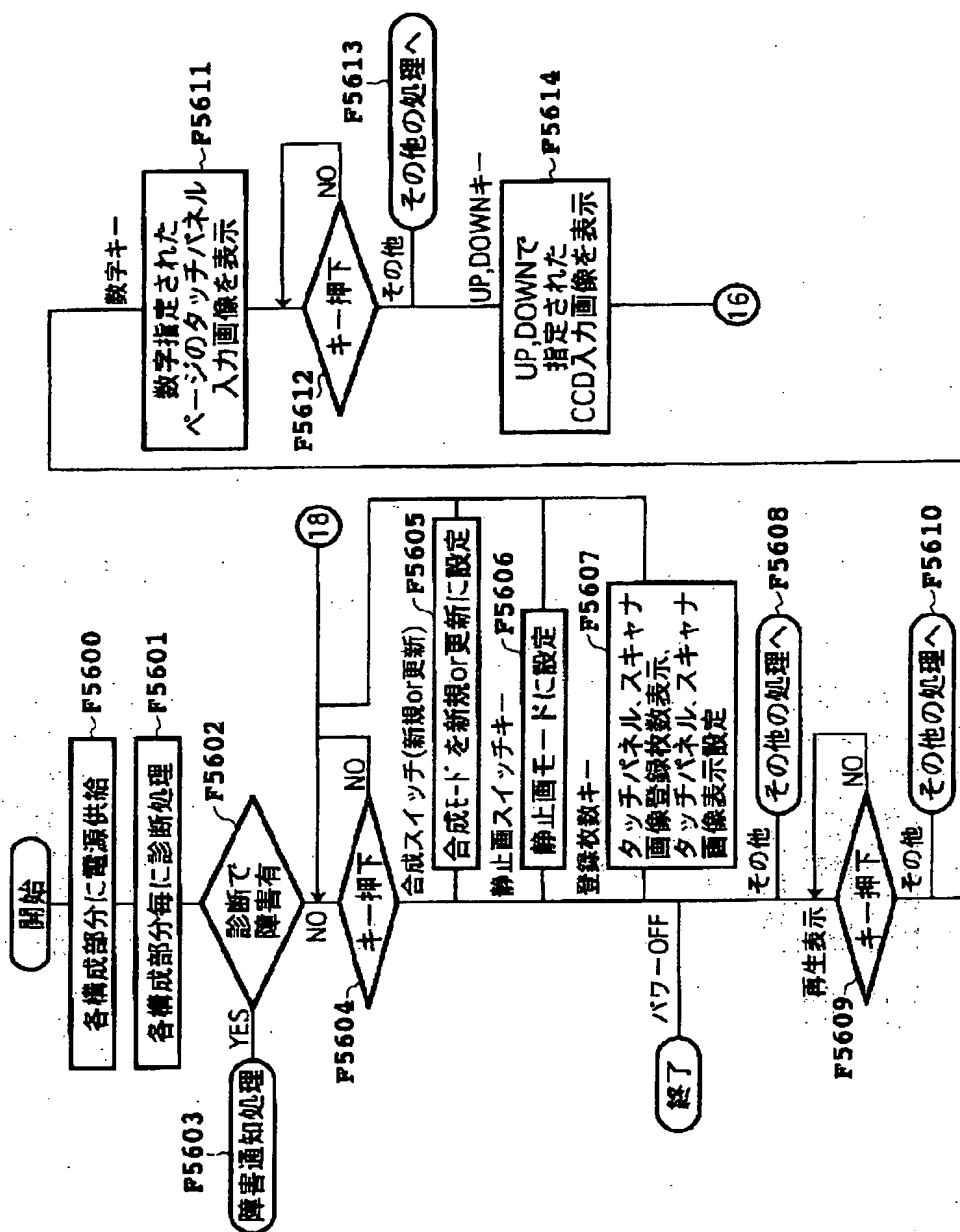 開始
各構成部分に電源供給
F5600
各構成部分毎に診断処理
F5601
診断で
障害有
F5602
YES
障害通知処理
F5603
NO
18
キー押下
F5604
NO
合成スイッチ(新規or更新)
F5605
合成モードを新規or更新に設定
静止画スイッチキー
F5606
静止画モードに設定
登録枚数キー
F5607
タッチパネル、スキャナ
画像登録枚数表示、
タッチパネル、スキャナ
画像表示設定
パワーOFF
終了
その他
その他の処理へ
F5608
再生表示
キー押下
F5609
NO
その他
その他の処理へ
F5610
数字キー
数字指定された
ページのタッチパネル
入力画像を表示
F5611
キー押下
F5612
NO
その他
その他の処理へ
F5613
UP,DOWNキー
UP,DOWNで
指定された
CCD入力画像を表示
F5614
16